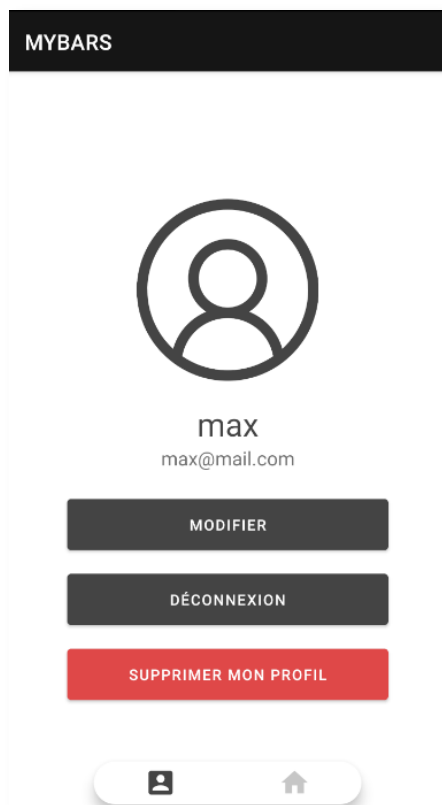 MYBARS
max
max@mail.com
MODIFIER
DÉCONNEXION
SUPPRIMER MON PROFIL